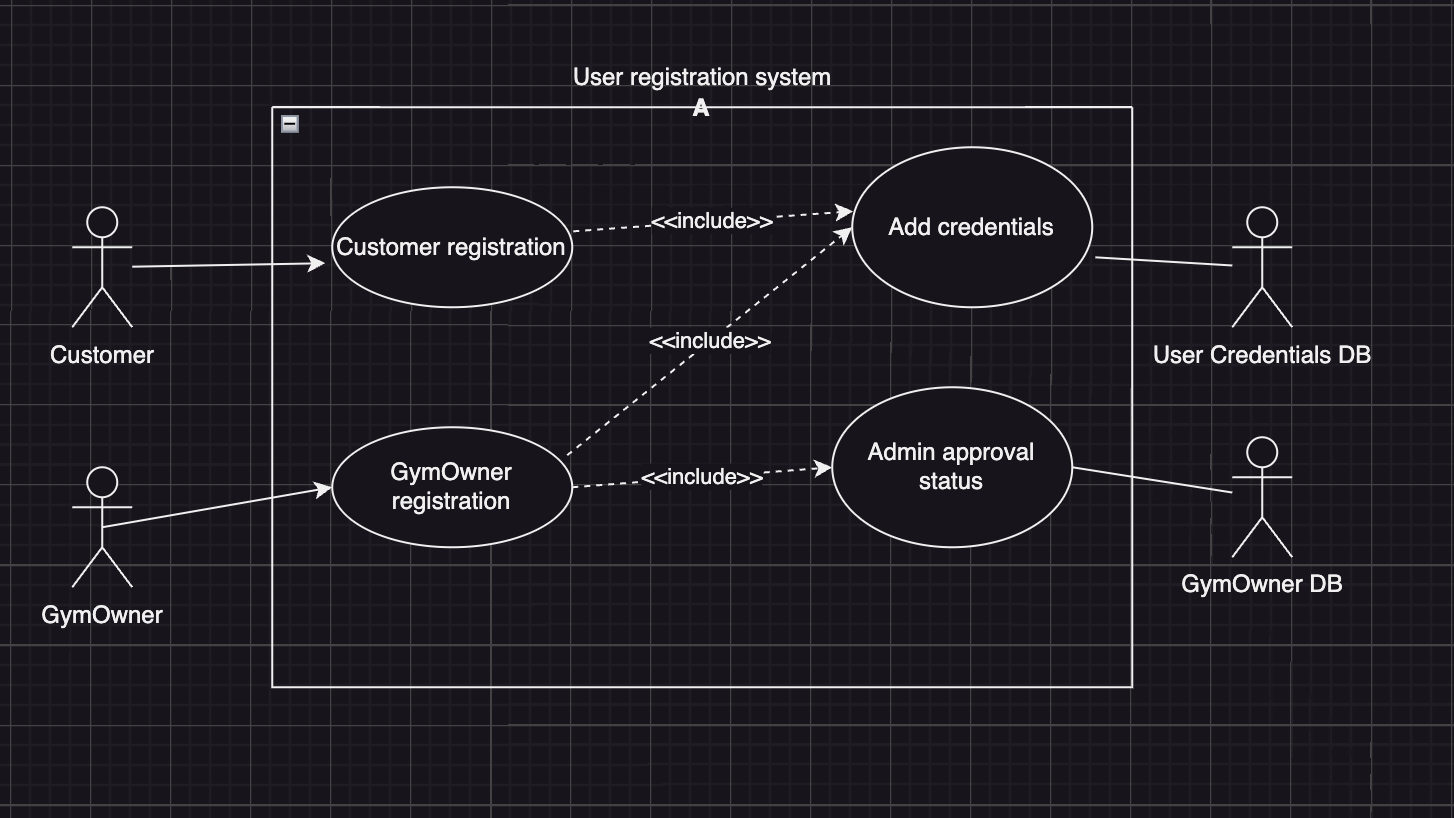 User registration system
A
Customer registration
<<include>>
Add credentials
Customer
User Credentials DB
<<include>>
GymOwner
registration
<<include>>
Admin approval
status
GymOwner
GymOwner DB